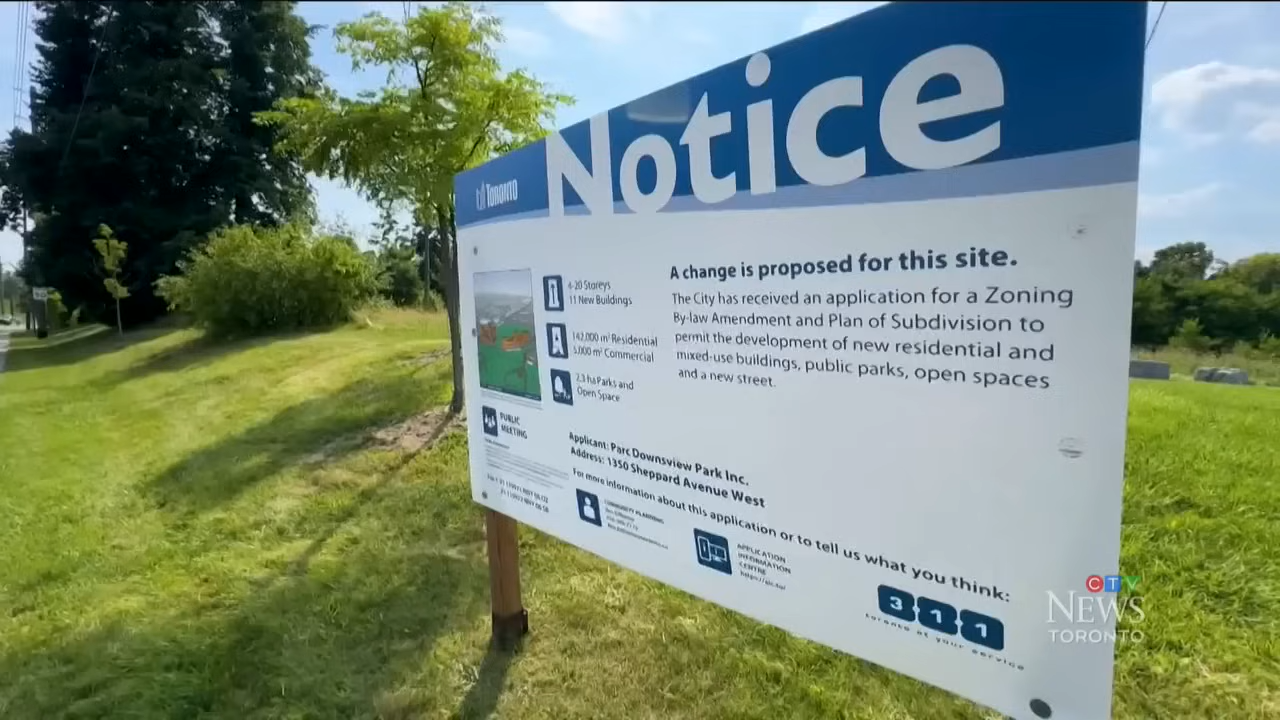 Notice
TORONTO
A change is proposed for this site.
The City has received an application for a Zoning
By-law Amendment and Plan of Subdivision to
permit the development of new residential and
mixed-use buildings, public parks, open spaces
and a new street.
4-20 Storeys
11 New Buildings
142,000 m² Residential
5,000 m² Commercial
2.3 ha Parks and
Open Space
PUBLIC
MEETING
Applicant: Parc Downsview Park Inc.
Address: 1350 Sheppard Avenue West
For more information about this application or to tell us what you think:
COMMUNITY PLANNING
APPLICATION
INFORMATION
CENTRE
311
toronto at your service
CTV
NEWS
TORONTO